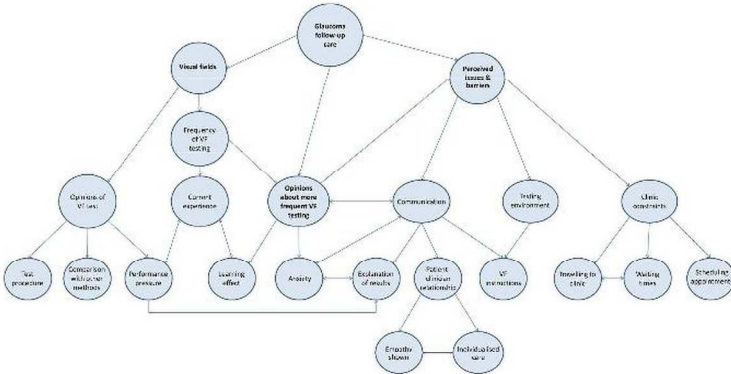 Glaucoma
follow-up
care
Visual fields
Perceived
issues &
barriers
Frequency
of VF
testing
Opinions of
VF test
Current
experience
Opinions
about more
frequent VF
testing
Communication
Testing
environment
Clinic
constraints
Test
procedure
Comparison
with other
methods
Performance
pressure
Learning
effect
Anxiety
Explanation
of results
Patient-
clinician
relationship
VF
instructions
Travelling for
clinic
Waiting
times
Scheduling
appointment
Empathy
shown
Individualised
care